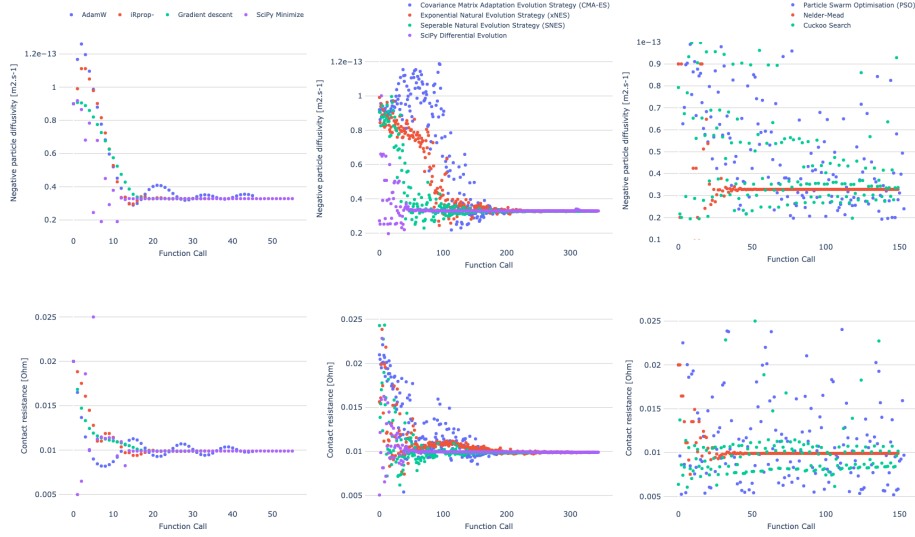 AdamW iRprop- Gradient descent SciPy Minimize
1.2e−13
1
0.8
0.6
0.4
0.2
Negative particle diffusivity [m2.s-1]
0 10 20 30 40 50
Function Call
Covariance Matrix Adaptation Evolution Strategy (CMA-ES)
Exponential Natural Evolution Strategy (xNES)
Seperable Natural Evolution Strategy (SNES)
SciPy Differential Evolution
1.2e−13
1
0.8
0.6
0.4
0.2
Negative particle diffusivity [m2.s-1]
0 100 200 300
Function Call
Particle Swarm Optimisation (PSO)
Nelder-Mead
Cuckoo Search
1e−13
0.9
0.8
0.7
0.6
0.5
0.4
0.3
0.2
0.1
Negative particle diffusivity [m2.s-1]
0 50 100 150
Function Call
0.025
0.02
0.015
0.01
0.005
Contact resistance [Ohm]
0 10 20 30 40 50
Function Call
0.025
0.02
0.015
0.01
0.005
Contact resistance [Ohm]
0 100 200 300
Function Call
0.025
0.02
0.015
0.01
0.005
Contact resistance [Ohm]
0 50 100 150
Function Call